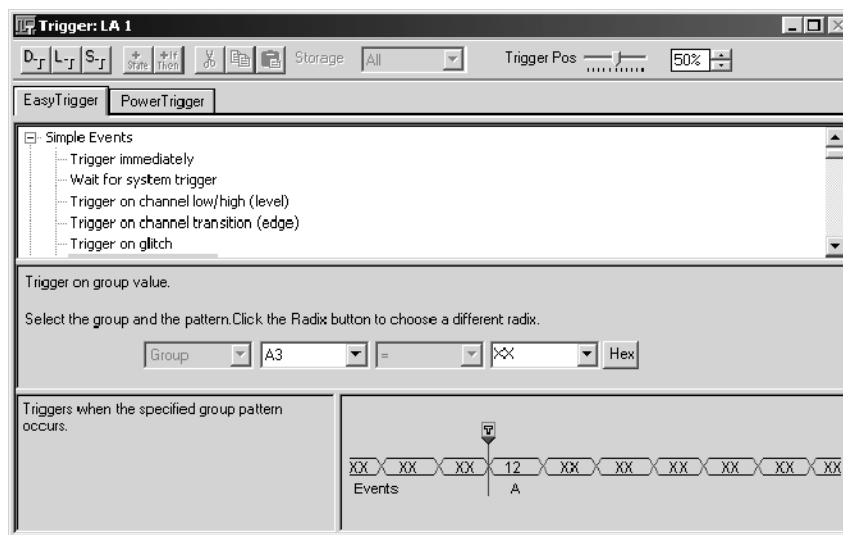 Trigger: LA 1
D- L- S- + State +If Then Storage All Trigger Pos 50%
EasyTrigger PowerTrigger
Simple Events
Trigger immediately
Wait for system trigger
Trigger on channel low/high (level)
Trigger on channel transition (edge)
Trigger on glitch
Trigger on group value.
Select the group and the pattern.Click the Radix button to choose a different radix.
Group A3 = XX Hex
Triggers when the specified group pattern
occurs.
T
XX XX XX 12 XX XX XX XX XX XX
Events A